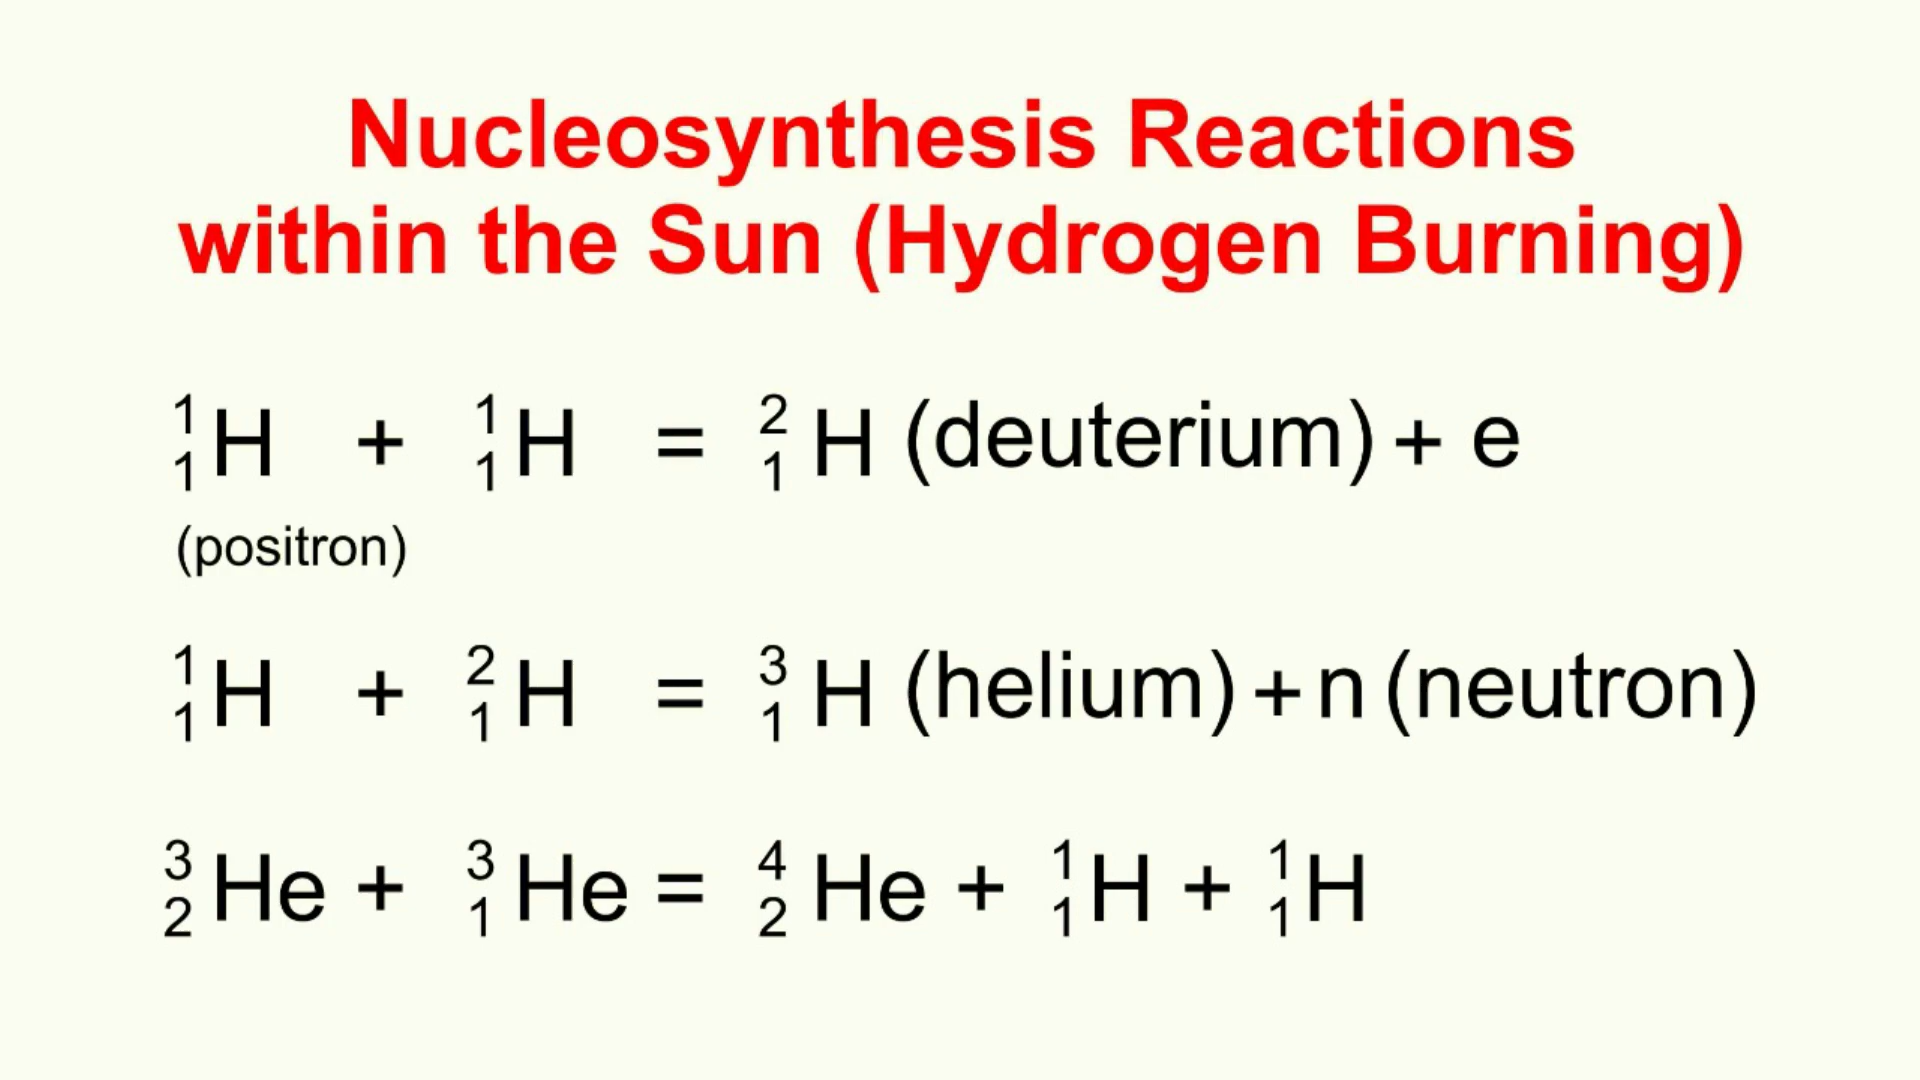 Nucleosynthesis Reactions
within the Sun (Hydrogen Burning)
¹₁H + ¹₁H = ²₁H (deuterium) + e
(positron)
¹₁H + ²₁H = ³₁H (helium) + n (neutron)
³₂He + ³₁He = ⁴₂He + ¹₁H + ¹₁H